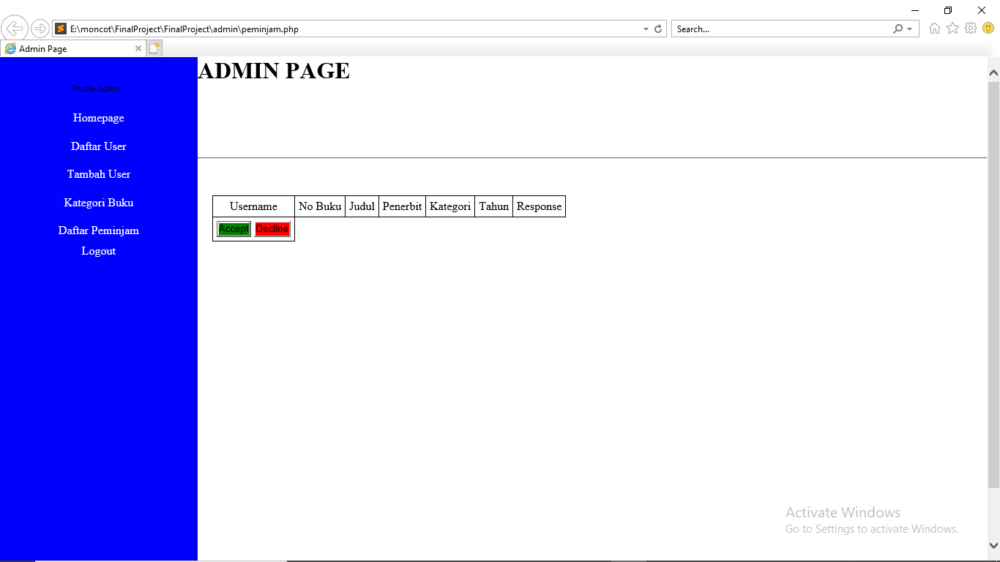 E:\moncot\FinalProject\FinalProject\admin\peminjam.php
Search...
Admin Page
ADMIN PAGE
Profile Admin
Homepage
Daftar User
Tambah User
Kategori Buku
Daftar Peminjam
Logout
Username No Buku Judul Penerbit Kategori Tahun Response
Accept Decline
Activate Windows
Go to Settings to activate Windows.